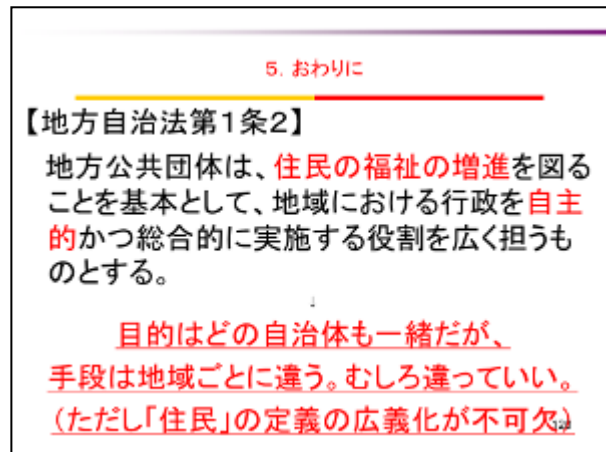 5. おわりに
【地方自治法第1条2】
地方公共団体は、住民の福祉の増進を図る
ことを基本として、地域における行政を自主
的かつ総合的に実施する役割を広く担うも
のとする。
↓
目的はどの自治体も一緒だが、
手段は地域ごとに違う。むしろ違っていい。
(ただし「住民」の定義の広義化が不可欠)